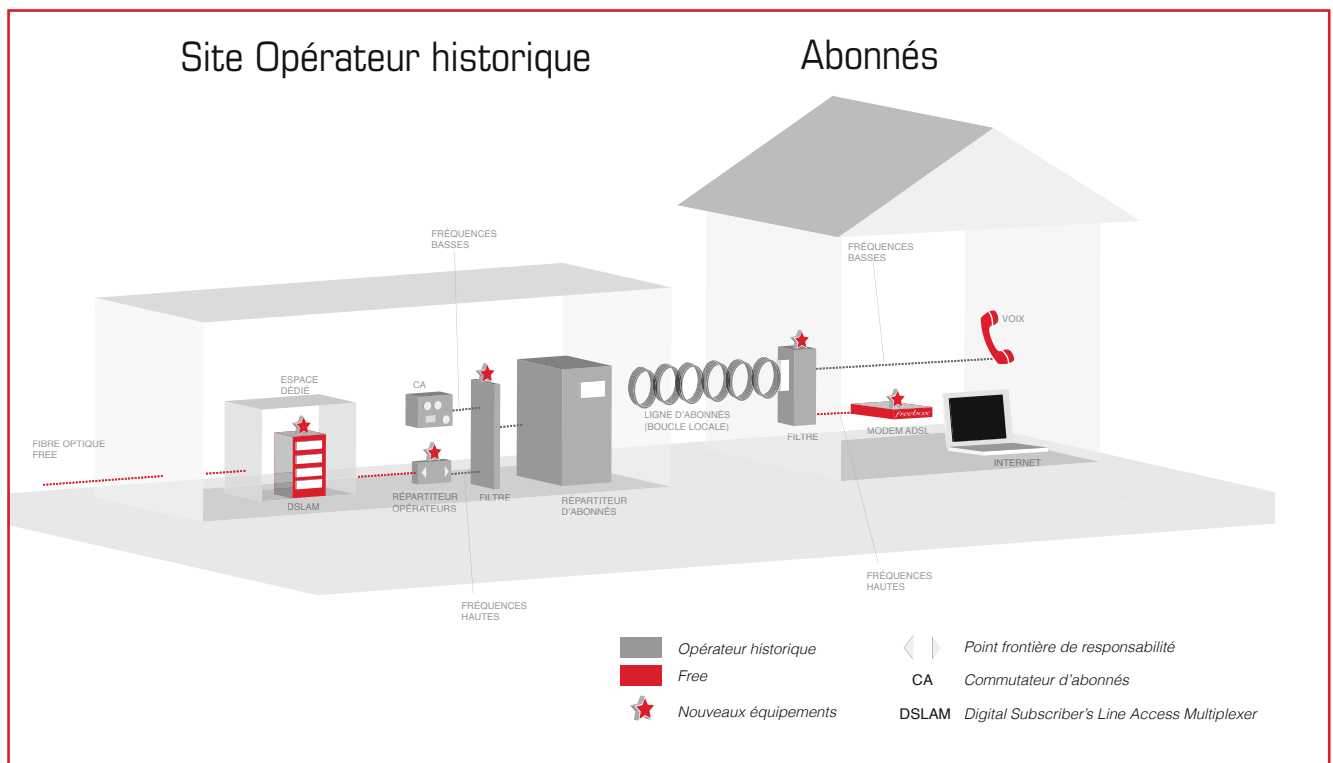 Site Opérateur historique
Abonnés
FRÉQUENCES
BASSES
FRÉQUENCES
BASSES
VOIX
ESPACE
DÉDIÉ
CA
LIGNE D'ABONNÉS
(BOUCLE LOCALE)
FILTRE
freebox
MODEM ADSL
INTERNET
FIBRE OPTIQUE
FREE
DSLAM
RÉPARTITEUR
OPÉRATEURS
FILTRE
RÉPARTITEUR
D'ABONNÉS
FRÉQUENCES
HAUTES
FRÉQUENCES
HAUTES
Opérateur historique
Free
Nouveaux équipements
Point frontière de responsabilité
CA Commutateur d'abonnés
DSLAM Digital Subscriber's Line Access Multiplexer